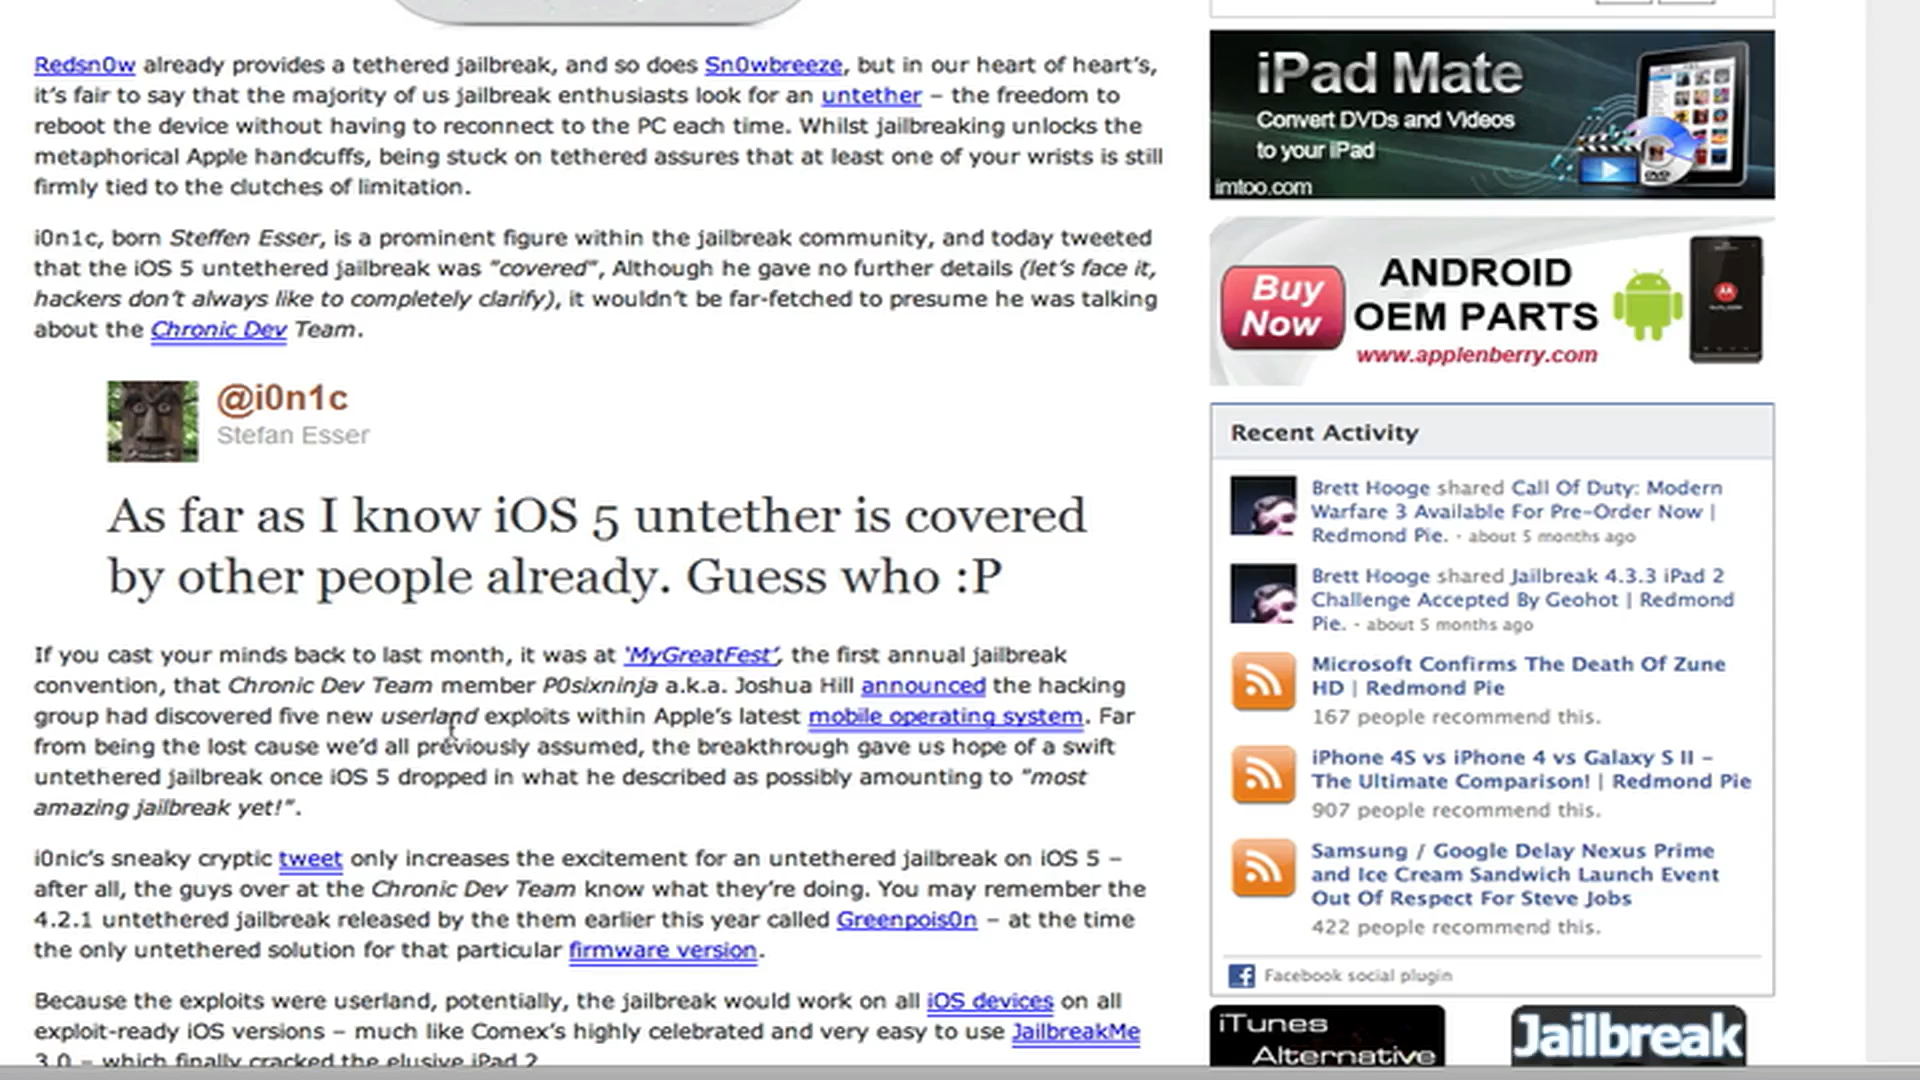 Redsn0w already provides a tethered jailbreak, and so does Sn0wbreeze, but in our heart of heart's,
it's fair to say that the majority of us jailbreak enthusiasts look for an untether – the freedom to
reboot the device without having to reconnect to the PC each time. Whilst jailbreaking unlocks the
metaphorical Apple handcuffs, being stuck on tethered assures that at least one of your wrists is still
firmly tied to the clutches of limitation.
i0n1c, born Steffen Esser, is a prominent figure within the jailbreak community, and today tweeted
that the iOS 5 untethered jailbreak was "covered", Although he gave no further details (let's face it,
hackers don't always like to completely clarify), it wouldn't be far-fetched to presume he was talking
about the Chronic Dev Team.
@i0n1c
Stefan Esser
As far as I know iOS 5 untether is covered
by other people already. Guess who :P
If you cast your minds back to last month, it was at 'MyGreatFest', the first annual jailbreak
convention, that Chronic Dev Team member P0sixninja a.k.a. Joshua Hill announced the hacking
group had discovered five new userland exploits within Apple's latest mobile operating system. Far
from being the lost cause we'd all previously assumed, the breakthrough gave us hope of a swift
untethered jailbreak once iOS 5 dropped in what he described as possibly amounting to "most
amazing jailbreak yet!".
i0nic's sneaky cryptic tweet only increases the excitement for an untethered jailbreak on iOS 5 –
after all, the guys over at the Chronic Dev Team know what they're doing. You may remember the
4.2.1 untethered jailbreak released by the them earlier this year called Greenpois0n – at the time
the only untethered solution for that particular firmware version.
Because the exploits were userland, potentially, the jailbreak would work on all iOS devices on all
exploit-ready iOS versions – much like Comex's highly celebrated and very easy to use JailbreakMe
3.0 – which finally cracked the elusive iPad 2
iPad Mate
Convert DVDs and Videos
to your iPad
imtoo.com
DVD
Buy
Now
ANDROID
OEM PARTS
www.applenberry.com
Recent Activity
Brett Hooge shared Call Of Duty: Modern
Warfare 3 Available For Pre-Order Now |
Redmond Pie. · about 5 months ago
Brett Hooge shared Jailbreak 4.3.3 iPad 2
Challenge Accepted By Geohot | Redmond
Pie. · about 5 months ago
Microsoft Confirms The Death Of Zune
HD | Redmond Pie
167 people recommend this.
iPhone 4S vs iPhone 4 vs Galaxy S II –
The Ultimate Comparison! | Redmond Pie
907 people recommend this.
Samsung / Google Delay Nexus Prime
and Ice Cream Sandwich Launch Event
Out Of Respect For Steve Jobs
422 people recommend this.
Facebook social plugin
iTunes
Alternative
Jailbreak